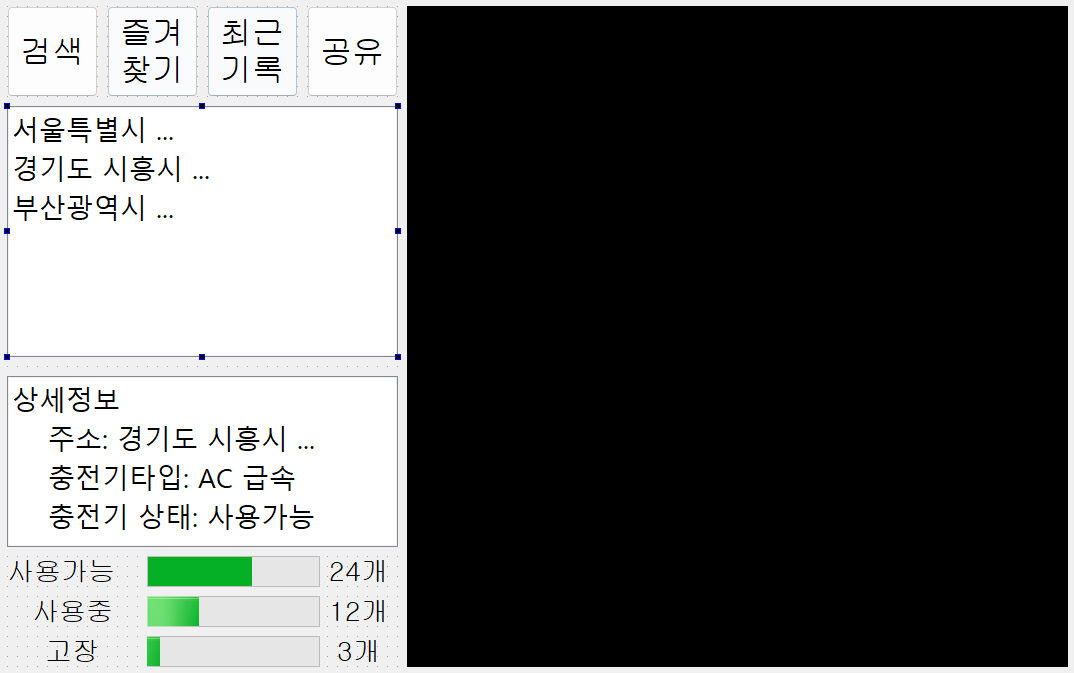 검색
즐겨
찾기
최근
기록
공유
서울특별시 ...
경기도 시흥시 ...
부산광역시 ...
상세정보
주소: 경기도 시흥시 ...
충전기타입: AC 급속
충전기 상태: 사용가능
사용가능 24개
사용중 12개
고장 3개